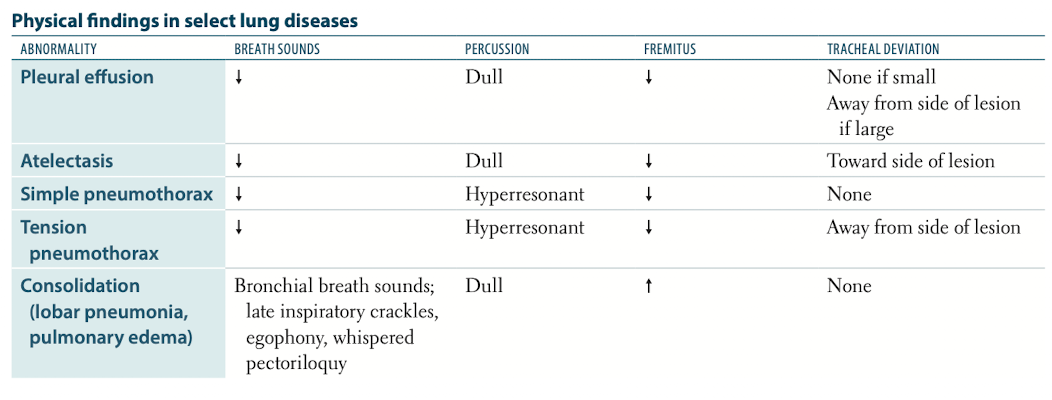 Physical findings in select lung diseases
ABNORMALITY BREATH SOUNDS PERCUSSION FREMITUS TRACHEAL DEVIATION
Pleural effusion ↓ Dull ↓ None if small
Away from side of lesion
if large
Atelectasis ↓ Dull ↓ Toward side of lesion
Simple pneumothorax ↓ Hyperresonant ↓ None
Tension ↓ Hyperresonant ↓ Away from side of lesion
pneumothorax
Consolidation Bronchial breath sounds; Dull ↑ None
(lobar pneumonia, late inspiratory crackles,
pulmonary edema) egophony, whispered
pectoriloquy